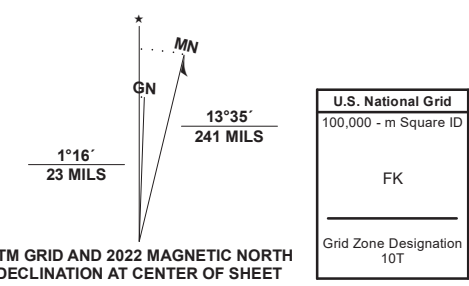 ★
MN
GN
13°35´
241 MILS
1°16´
23 MILS
TM GRID AND 2022 MAGNETIC NORTH
DECLINATION AT CENTER OF SHEET
U.S. National Grid
100,000 - m Square ID
FK
Grid Zone Designation
10T